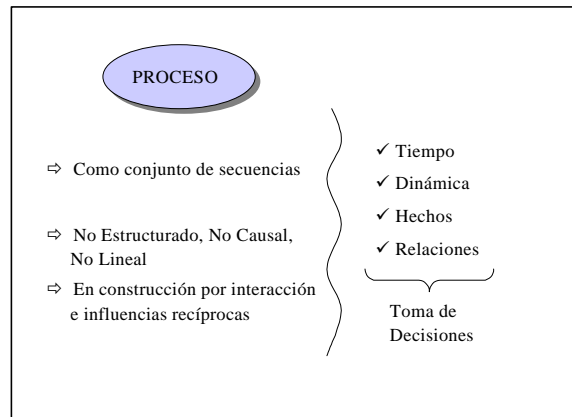 PROCESO
⇨ Como conjunto de secuencias
⇨ No Estructurado, No Causal,
No Lineal
⇨ En construcción por interacción
e influencias recíprocas
✓ Tiempo
✓ Dinámica
✓ Hechos
✓ Relaciones
Toma de
Decisiones